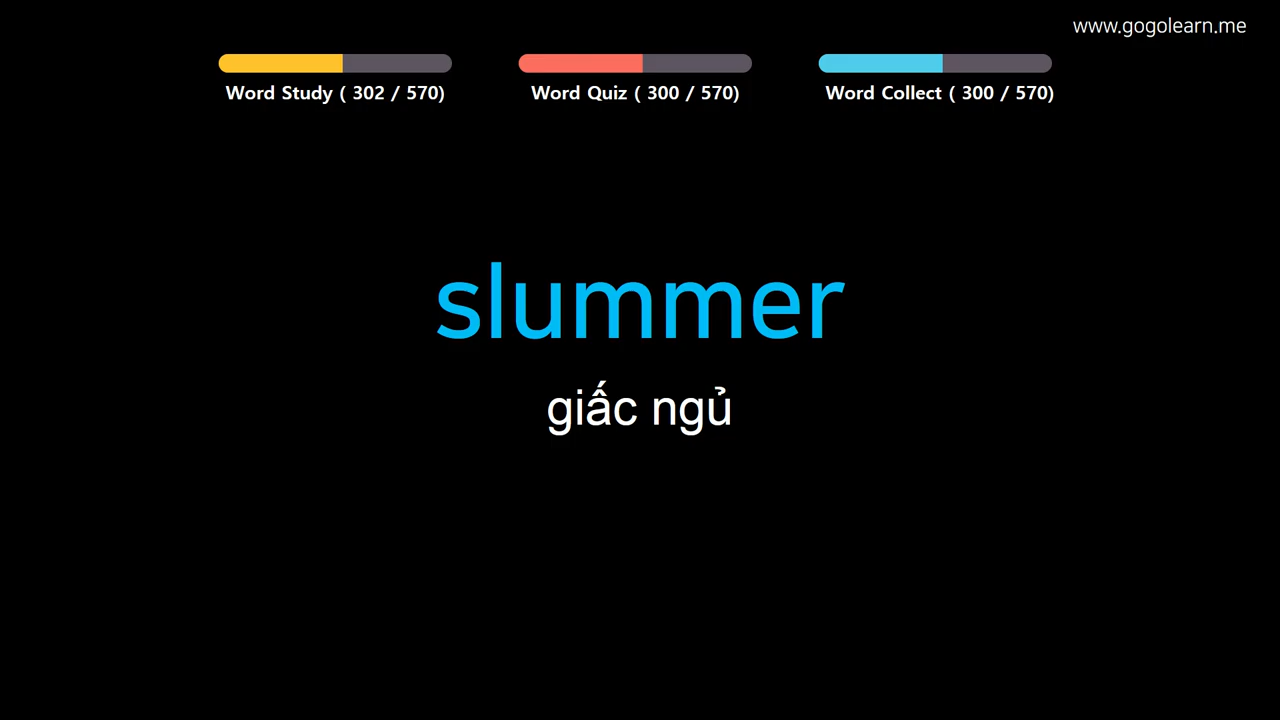 www.gogolearn.me
Word Study ( 302 / 570)
Word Quiz ( 300 / 570)
Word Collect ( 300 / 570)
slummer
giấc ngủ